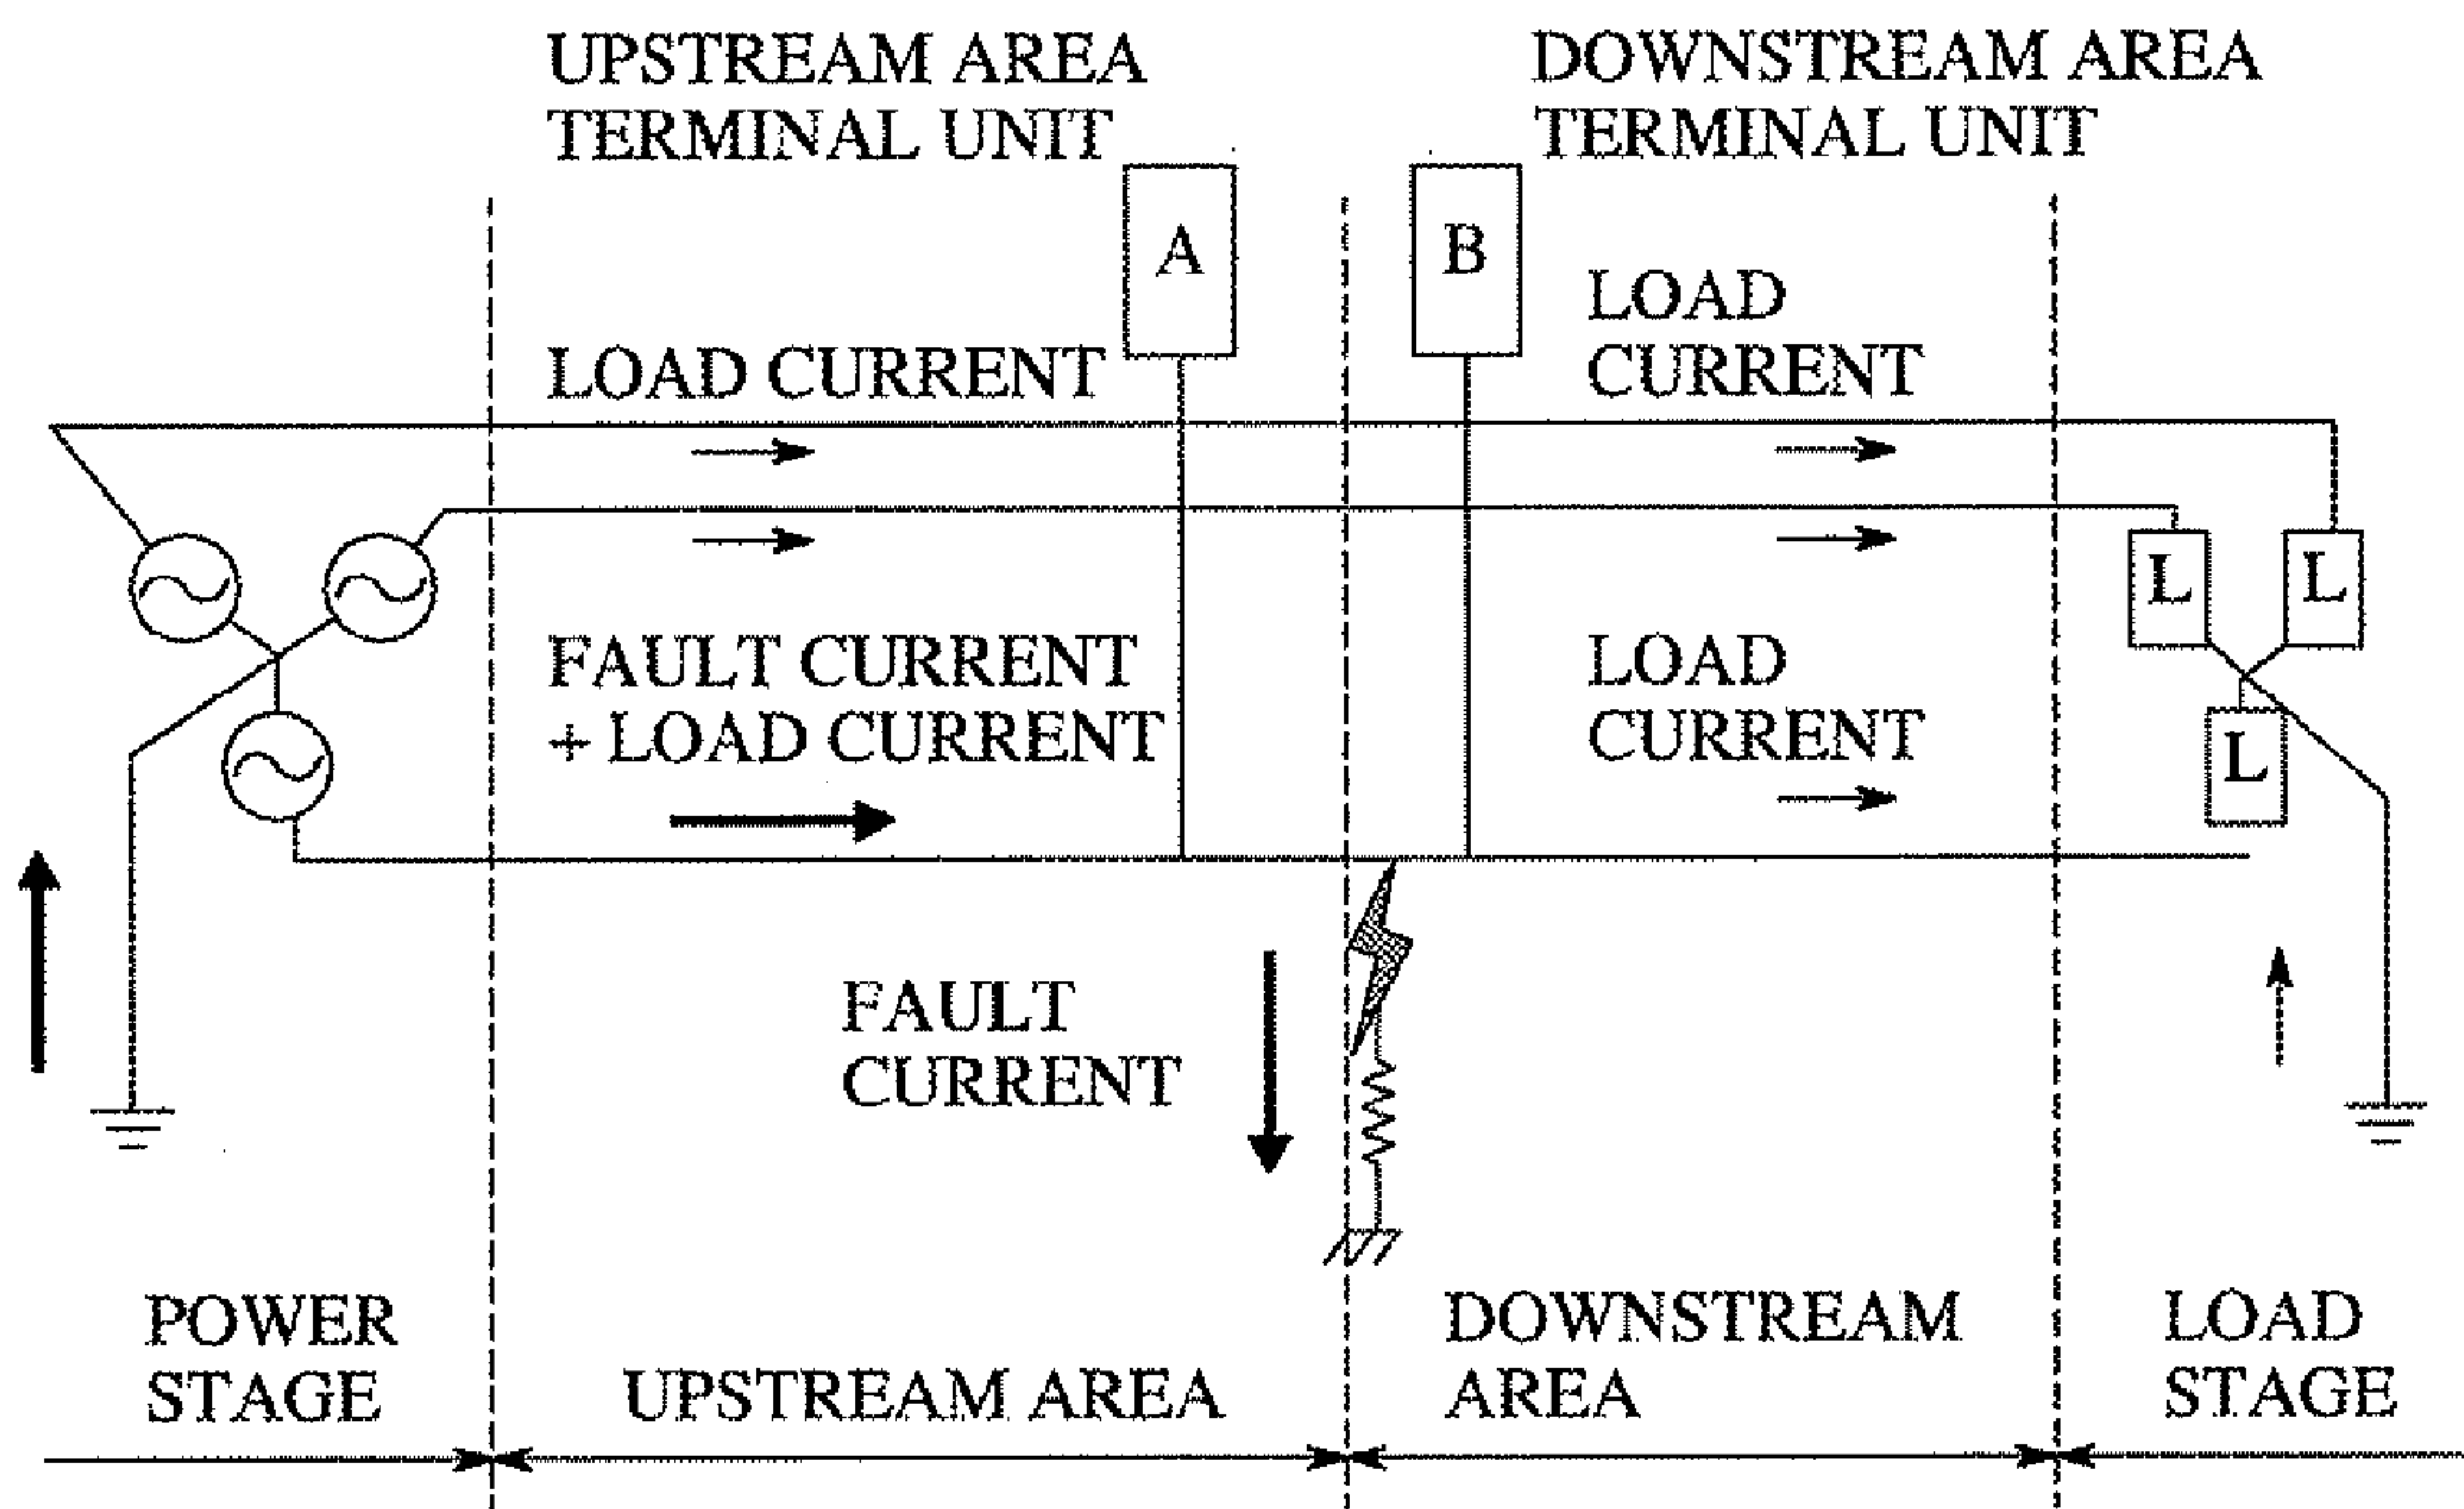 UPSTREAM AREA
TERMINAL UNIT
DOWNSTREAM AREA
TERMINAL UNIT
A
B
LOAD CURRENT
LOAD
CURRENT
L
L
FAULT CURRENT
+ LOAD CURRENT
LOAD
CURRENT
L
FAULT
CURRENT
POWER
STAGE
UPSTREAM AREA
DOWNSTREAM
AREA
LOAD
STAGE